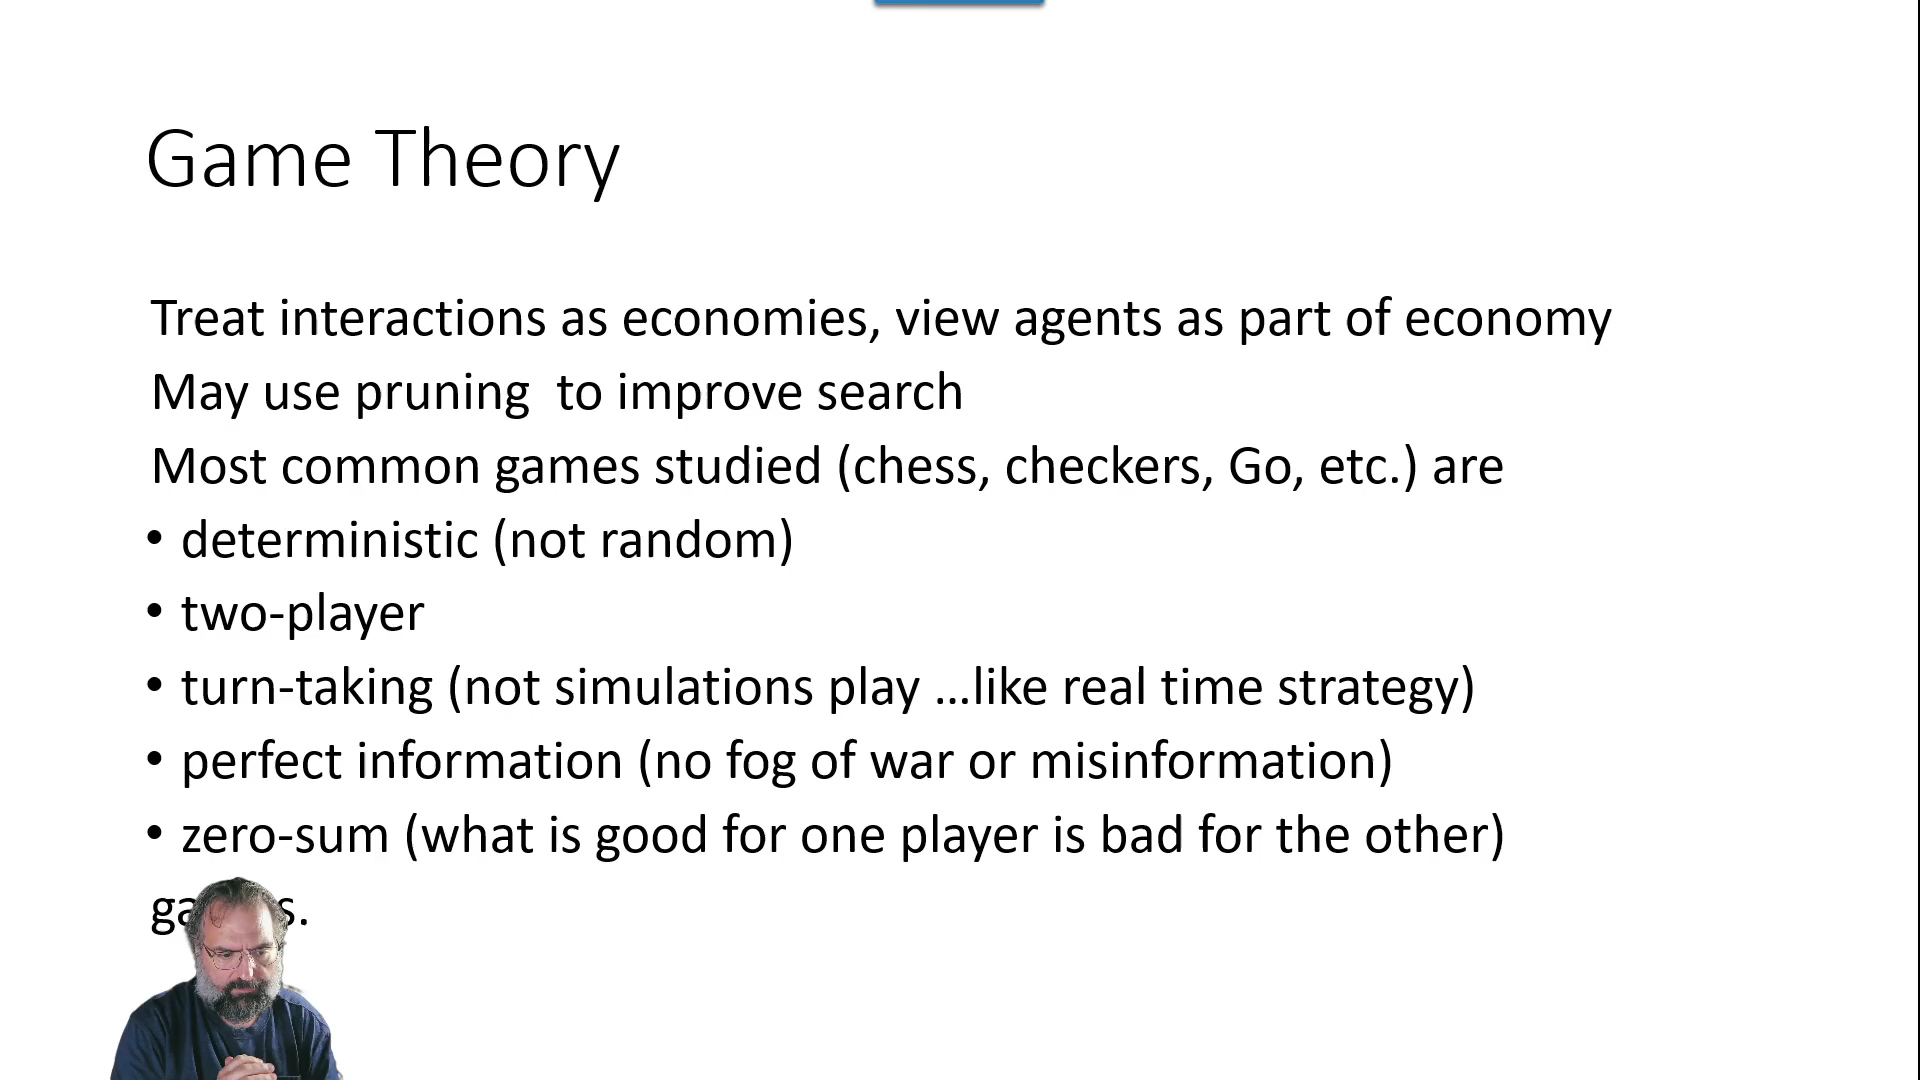 Game Theory
Treat interactions as economies, view agents as part of economy
May use pruning  to improve search
Most common games studied (chess, checkers, Go, etc.) are
• deterministic (not random)
• two-player
• turn-taking (not simulations play ...like real time strategy)
• perfect information (no fog of war or misinformation)
• zero-sum (what is good for one player is bad for the other)